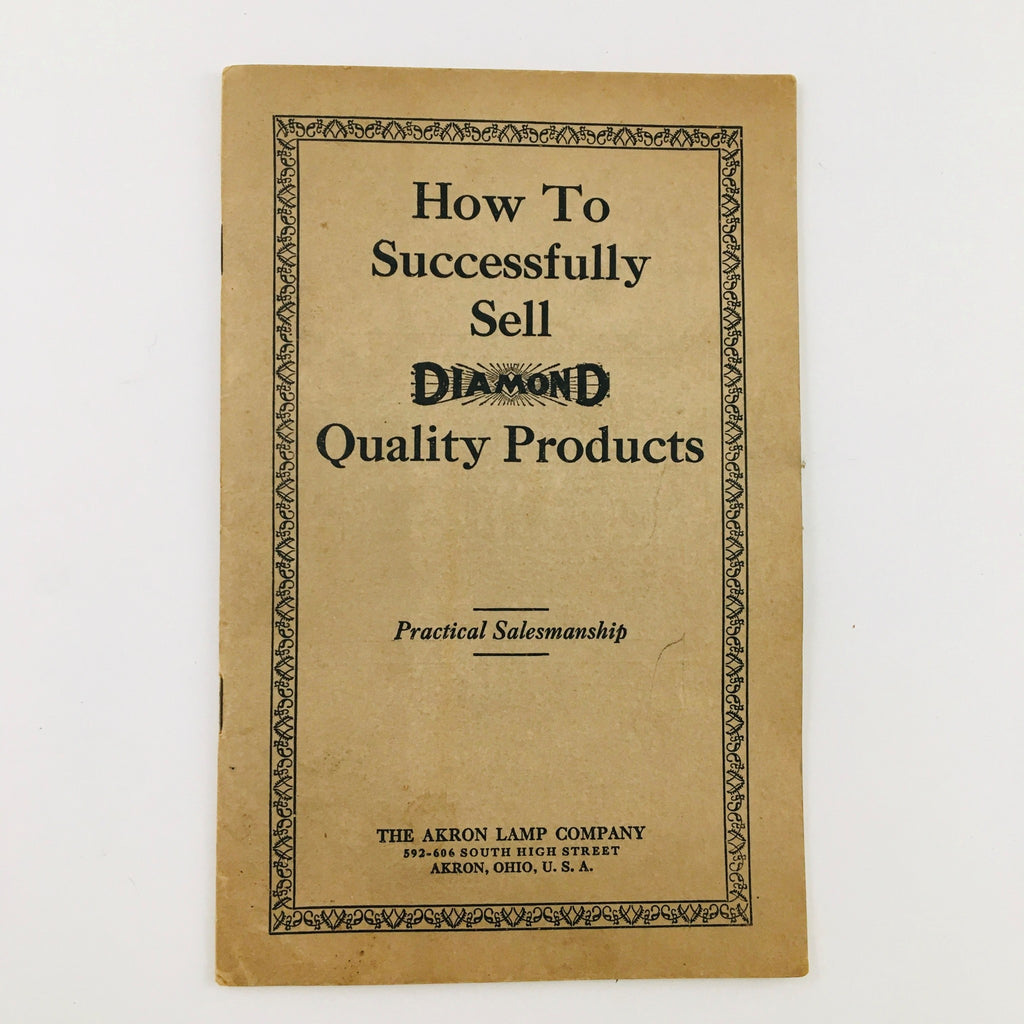 How To
Successfully
Sell
DIAMOND
Quality Products
Practical Salesmanship
THE AKRON LAMP COMPANY
592-606 SOUTH HIGH STREET
AKRON, OHIO, U. S. A.